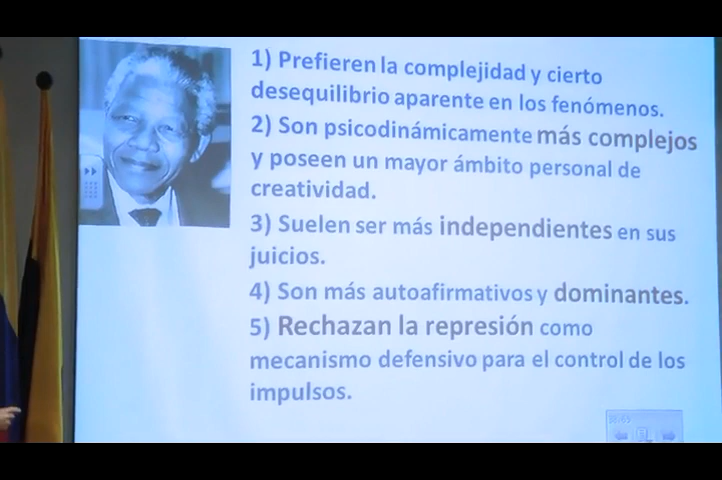 1) Prefieren la complejidad y cierto
desequilibrio aparente en los fenómenos.
2) Son psicodinámicamente más complejos
y poseen un mayor ámbito personal de
creatividad.
3) Suelen ser más independientes en sus
juicios.
4) Son más autoafirmativos y dominantes.
5) Rechazan la represión como
mecanismo defensivo para el control de los
impulsos.